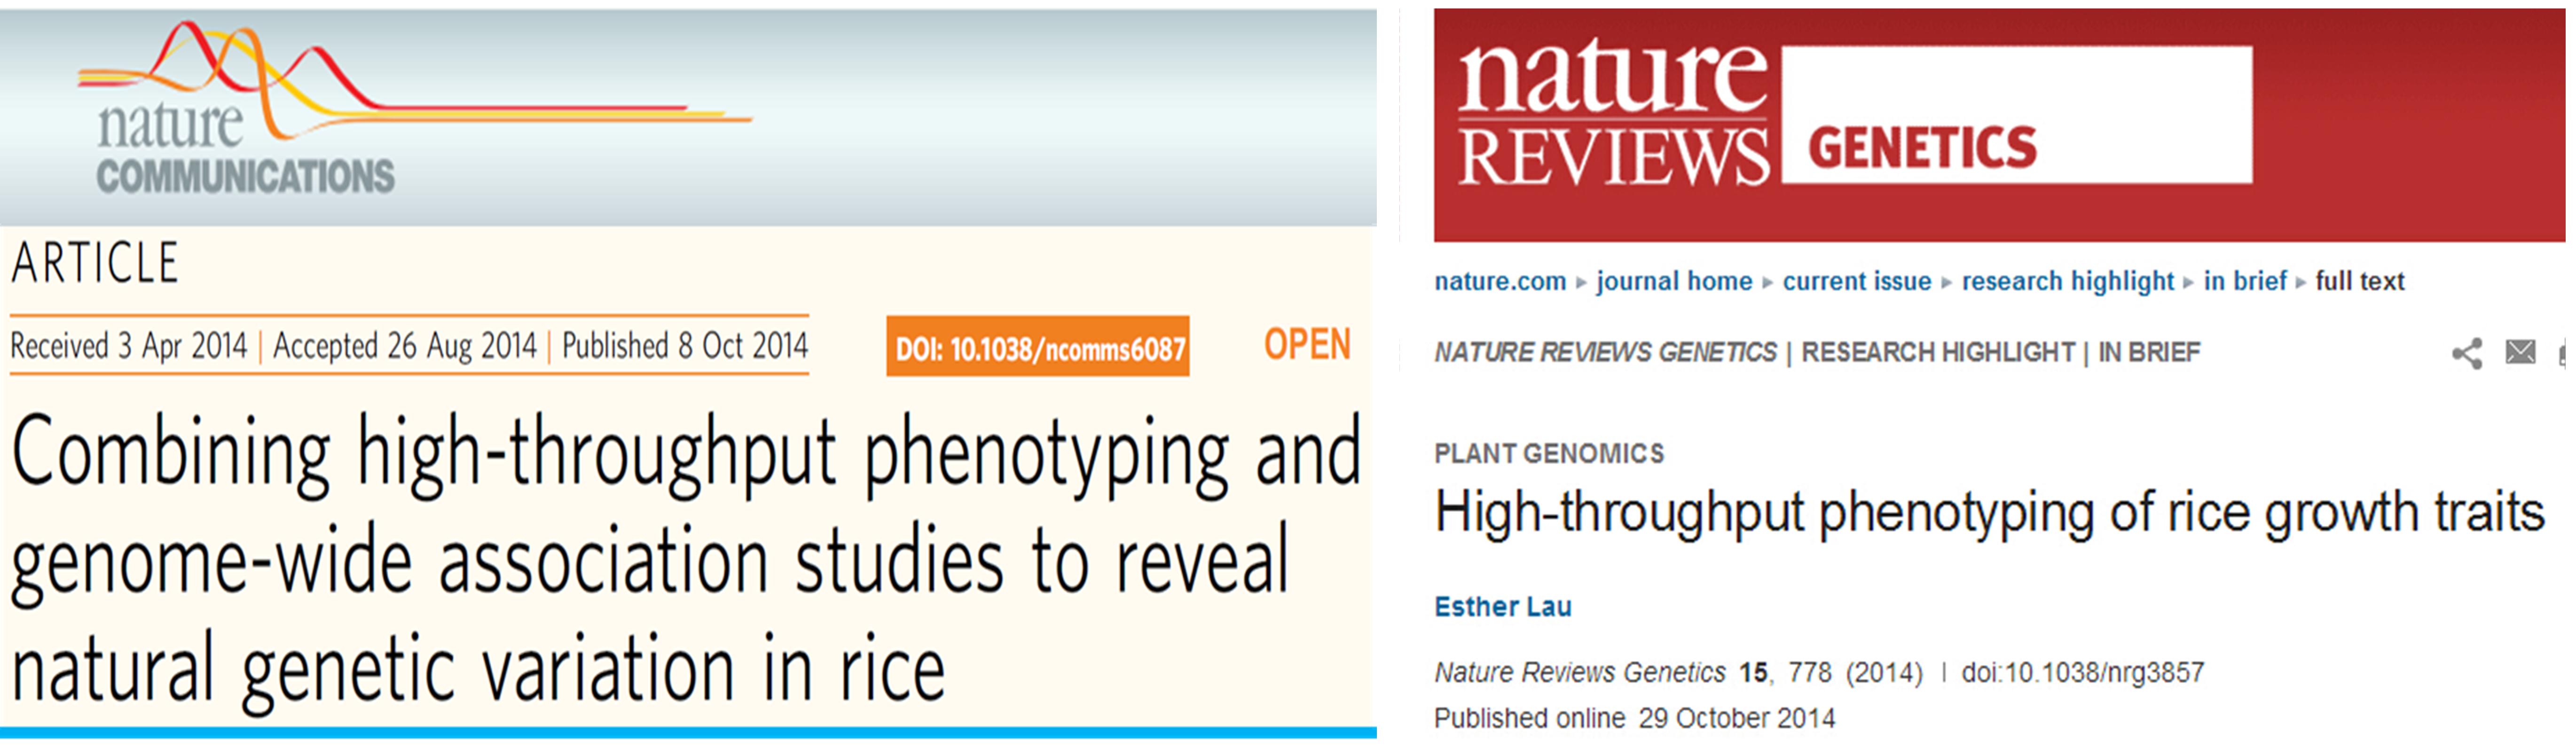 nature
COMMUNICATIONS
ARTICLE
Received 3 Apr 2014 | Accepted 26 Aug 2014 | Published 8 Oct 2014
DOI: 10.1038/ncomms6087
OPEN
Combining high-throughput phenotyping and
genome-wide association studies to reveal
natural genetic variation in rice
nature
REVIEWS
GENETICS
nature.com ▸ journal home ▸ current issue ▸ research highlight ▸ in brief ▸ full text
NATURE REVIEWS GENETICS | RESEARCH HIGHLIGHT | IN BRIEF
PLANT GENOMICS
High-throughput phenotyping of rice growth traits
Esther Lau
Nature Reviews Genetics 15, 778 (2014) | doi:10.1038/nrg3857
Published online 29 October 2014